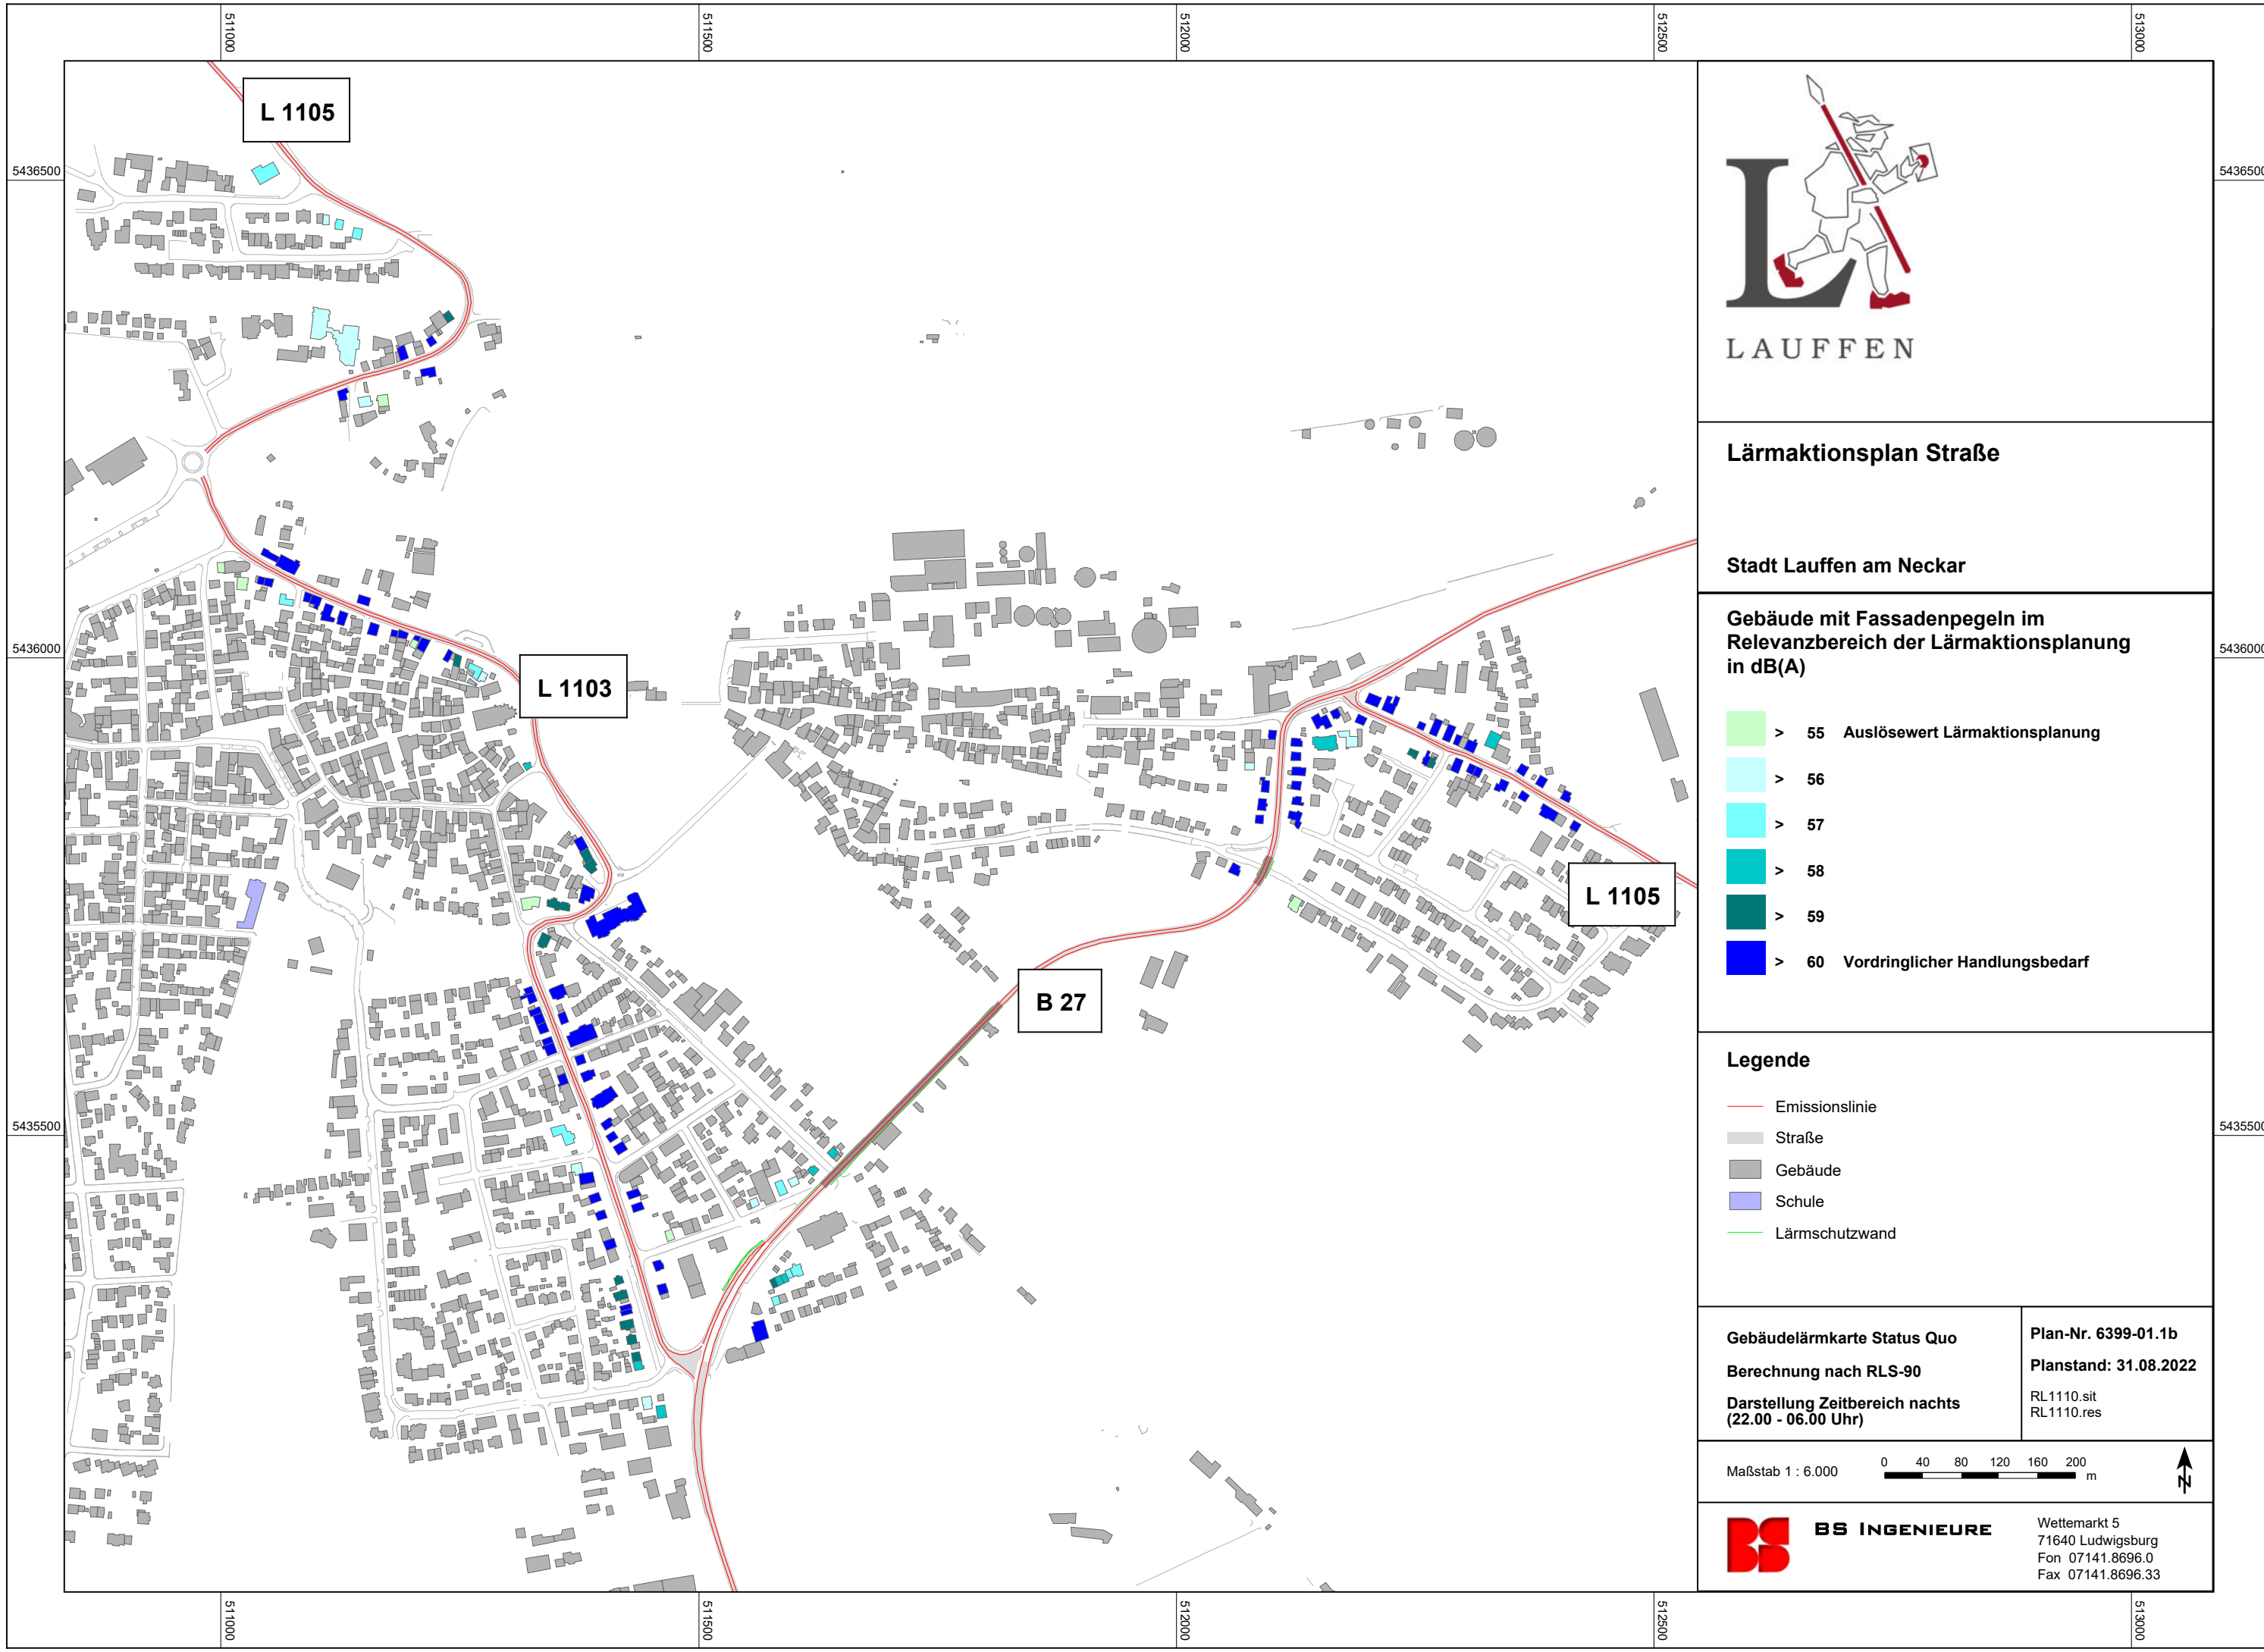 511000
511500
512000
512500
513000
5436500
5436500
L 1105
LAUFFEN
Lärmaktionsplan Straße
Stadt Lauffen am Neckar
Gebäude mit Fassadenpegeln im
Relevanzbereich der Lärmaktionsplanung
in dB(A)
> 55 Auslösewert Lärmaktionsplanung
> 56
> 57
> 58
> 59
> 60 Vordringlicher Handlungsbedarf
5436000
5436000
L 1103
L 1105
B 27
Legende
Emissionslinie
Straße
Gebäude
Schule
Lärmschutzwand
5435500
5435500
Gebäudelärmkarte Status Quo
Berechnung nach RLS-90
Darstellung Zeitbereich nachts
(22.00 - 06.00 Uhr)
Plan-Nr. 6399-01.1b
Planstand: 31.08.2022
RL1110.sit
RL1110.res
Maßstab 1 : 6.000
0 40 80 120 160 200
m
N
BS
BS INGENIEURE
Wettemarkt 5
71640 Ludwigsburg
Fon 07141.8696.0
Fax 07141.8696.33
511000
511500
512000
512500
513000